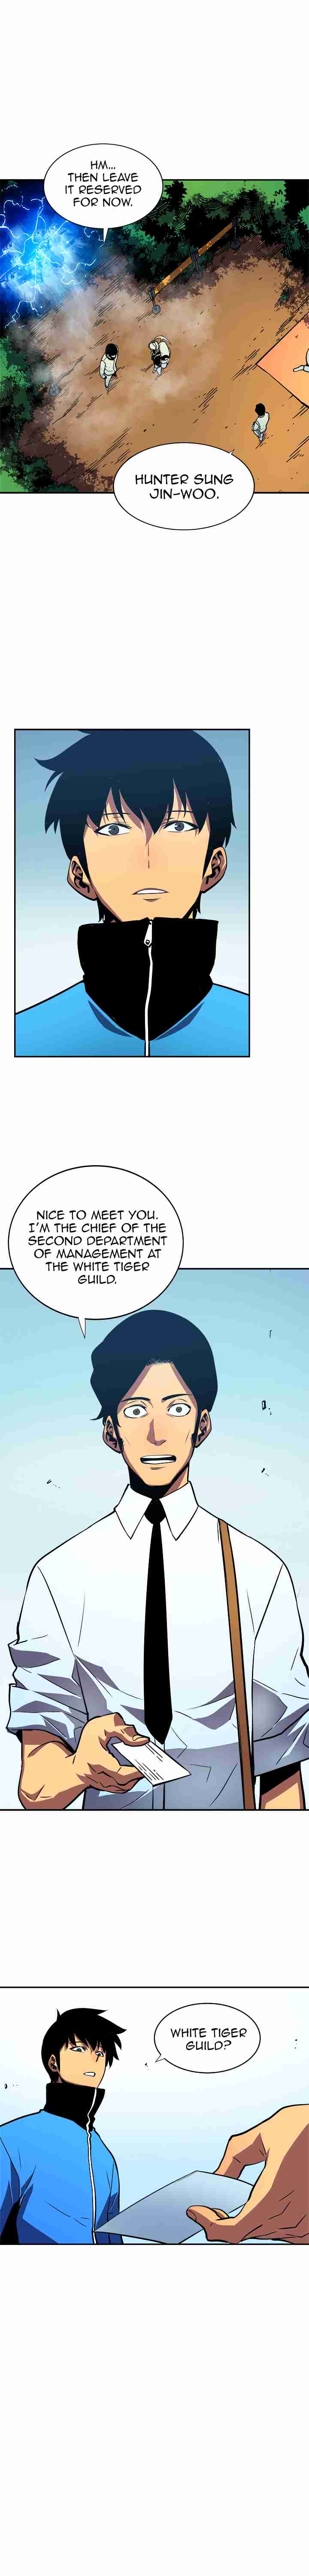 HM...
THEN LEAVE
IT RESERVED
FOR NOW.
HUNTER SUNG
JIN-WOO.
NICE TO MEET YOU.
I'M THE CHIEF OF THE
SECOND DEPARTMENT
OF MANAGEMENT AT
THE WHITE TIGER
GUILD.
WHITE TIGER
GUILD?